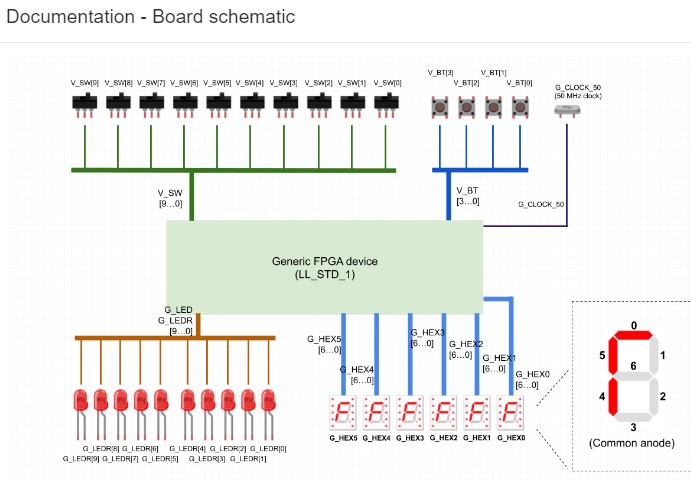 Documentation - Board schematic
V_SW[9] V_SW[8] V_SW[7] V_SW[6] V_SW[5] V_SW[4] V_SW[3] V_SW[2] V_SW[1] V_SW[0]
V_BT[3] V_BT[1]
V_BT[2] V_BT[0]
G_CLOCK_50
(50 MHz clock)
V_SW
[9...0]
V_BT
[3...0]
G_CLOCK_50
Generic FPGA device
(LL_STD_1)
G_LED
G_LEDR
[9...0]
G_HEX5
[6...0]
G_HEX4
[6...0]
G_HEX3
[6...0]
G_HEX2
[6...0]
G_HEX1
[6...0]
G_HEX0
[6...0]
G_HEX5 G_HEX4 G_HEX3 G_HEX2 G_HEX1 G_HEX0
G_LEDR[8] G_LEDR[6] G_LEDR[4] G_LEDR[2] G_LEDR[0]
G_LEDR[9] G_LEDR[7] G_LEDR[5] G_LEDR[3] G_LEDR[1]
0
5 1
6
4 2
3
(Common anode)